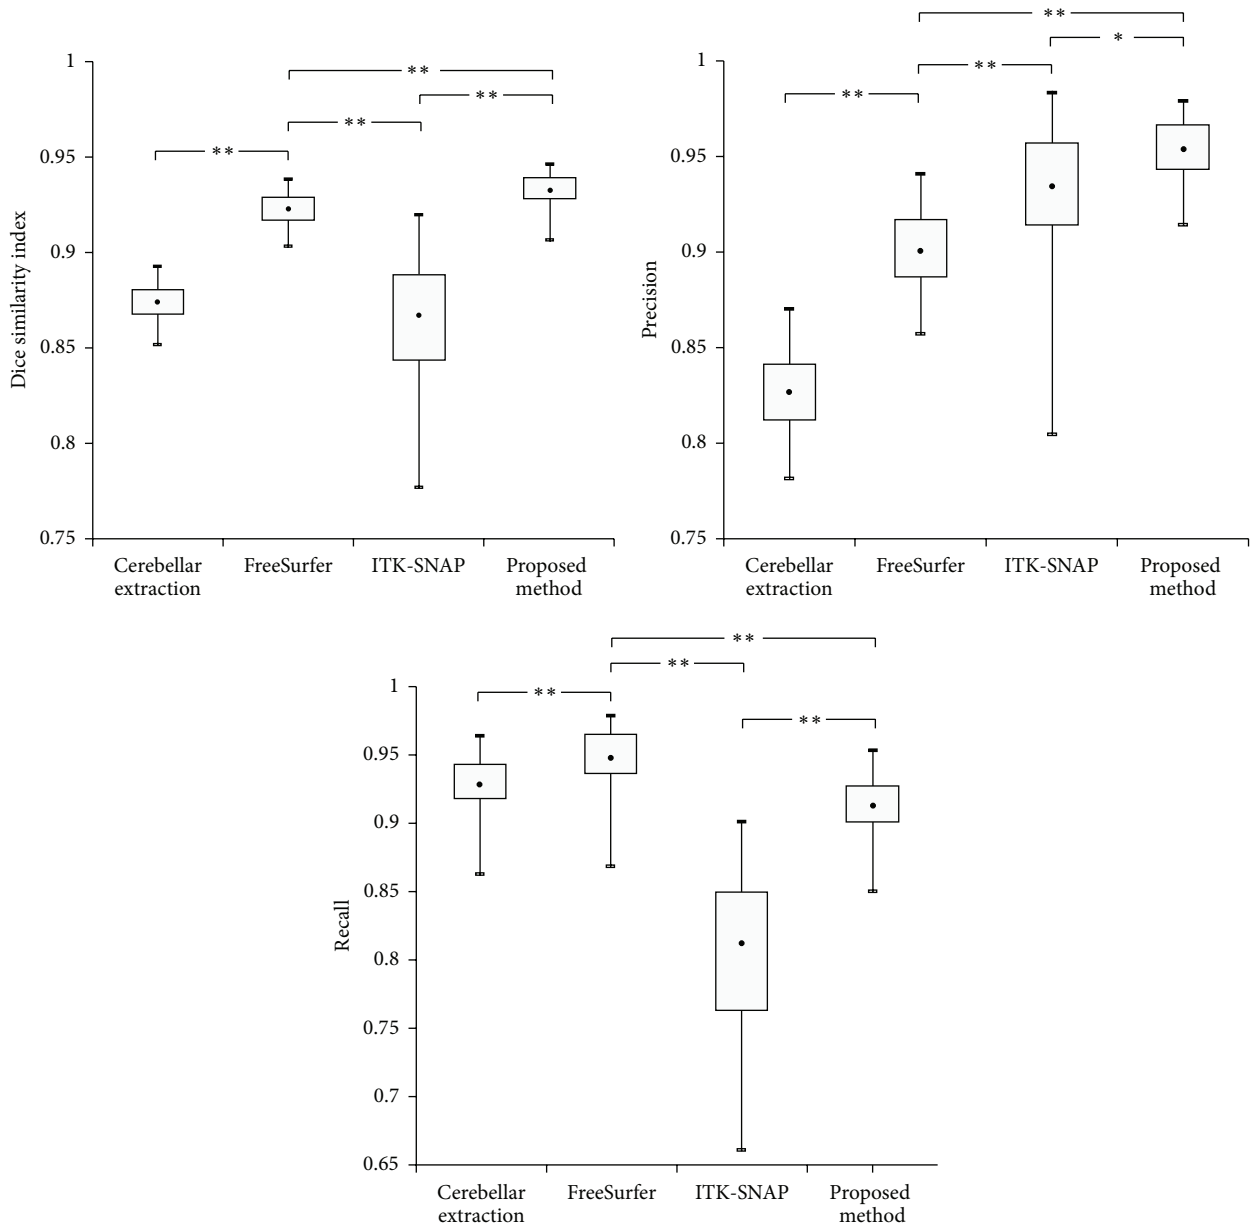 **
**
**
**
1
0.95
0.9
0.85
0.8
0.75
Dice similarity index
Cerebellar
extraction
FreeSurfer
ITK-SNAP
Proposed
method
**
*
**
**
1
0.95
0.9
0.85
0.8
0.75
Precision
Cerebellar
extraction
FreeSurfer
ITK-SNAP
Proposed
method
**
**
**
**
1
0.95
0.9
0.85
0.8
0.75
0.7
0.65
Recall
Cerebellar
extraction
FreeSurfer
ITK-SNAP
Proposed
method